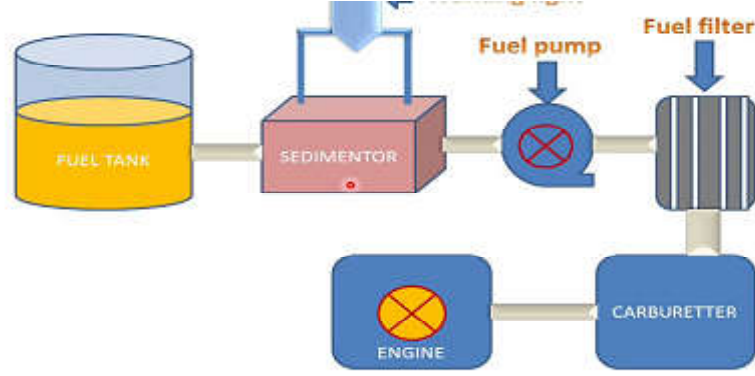 Fuel filter
Fuel pump
FUEL TANK
SEDIMENTOR
CARBURETTER
ENGINE